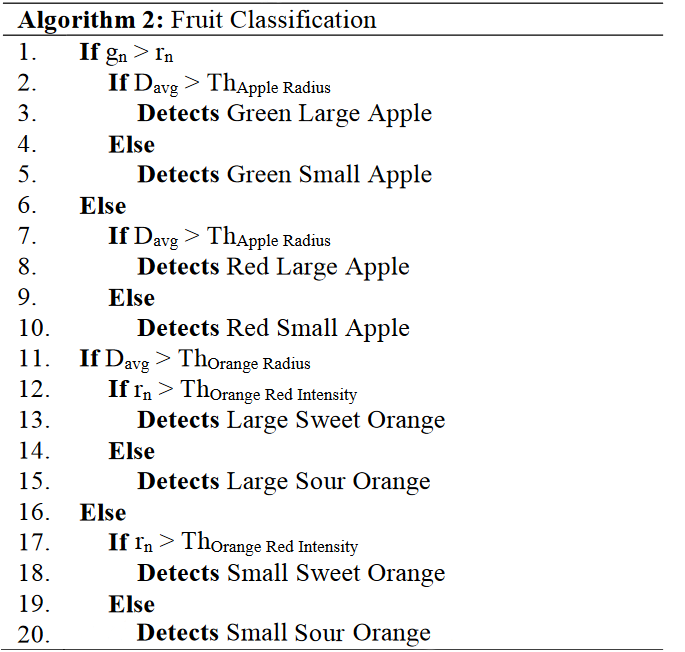 Algorithm 2: Fruit Classification
1. If gn > rn
2. If Davg > ThApple Radius
3. Detects Green Large Apple
4. Else
5. Detects Green Small Apple
6. Else
7. If Davg > ThApple Radius
8. Detects Red Large Apple
9. Else
10. Detects Red Small Apple
11. If Davg > ThOrange Radius
12. If rn > ThOrange Red Intensity
13. Detects Large Sweet Orange
14. Else
15. Detects Large Sour Orange
16. Else
17. If rn > ThOrange Red Intensity
18. Detects Small Sweet Orange
19. Else
20. Detects Small Sour Orange